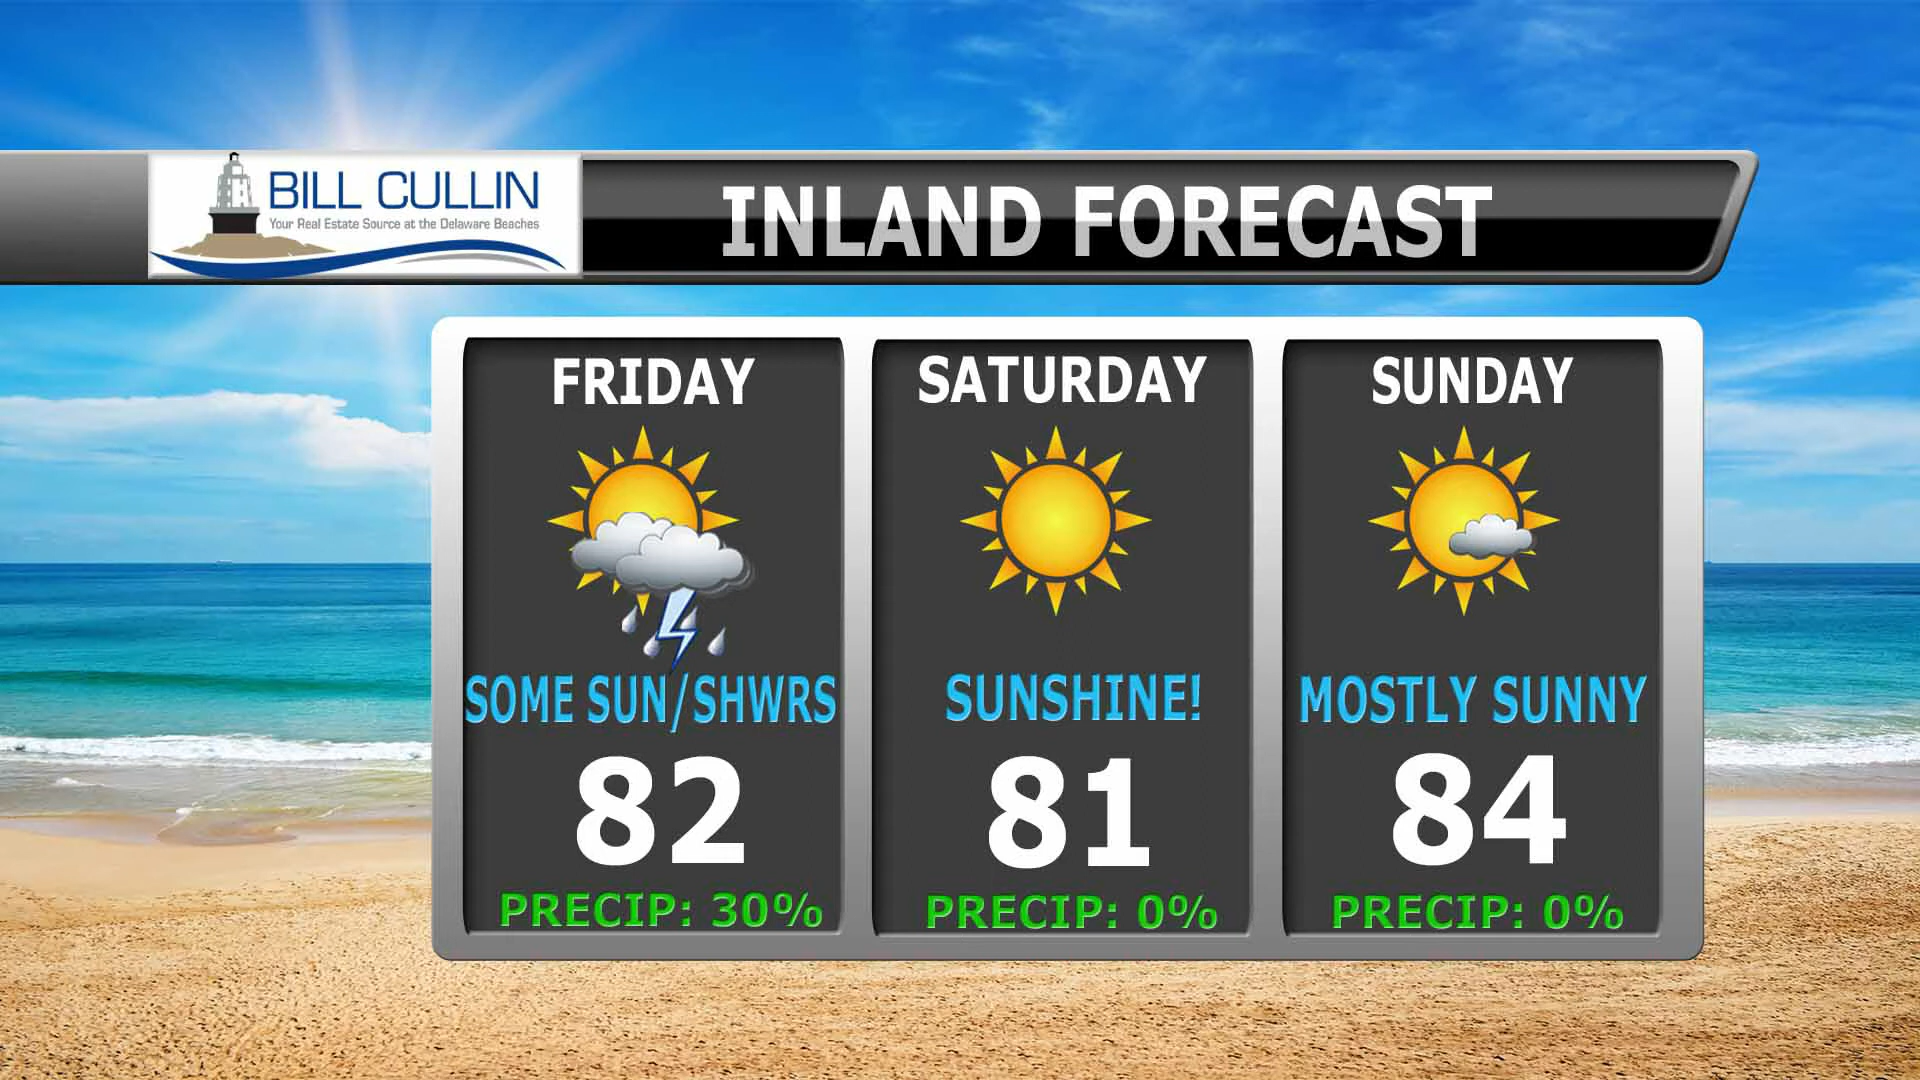 BILL CULLIN
Your Real Estate Source at the Delaware Beaches
INLAND FORECAST
FRIDAY
SOME SUN/SHWRS
82
PRECIP: 30%
SATURDAY
SUNSHINE!
81
PRECIP: 0%
SUNDAY
MOSTLY SUNNY
84
PRECIP: 0%